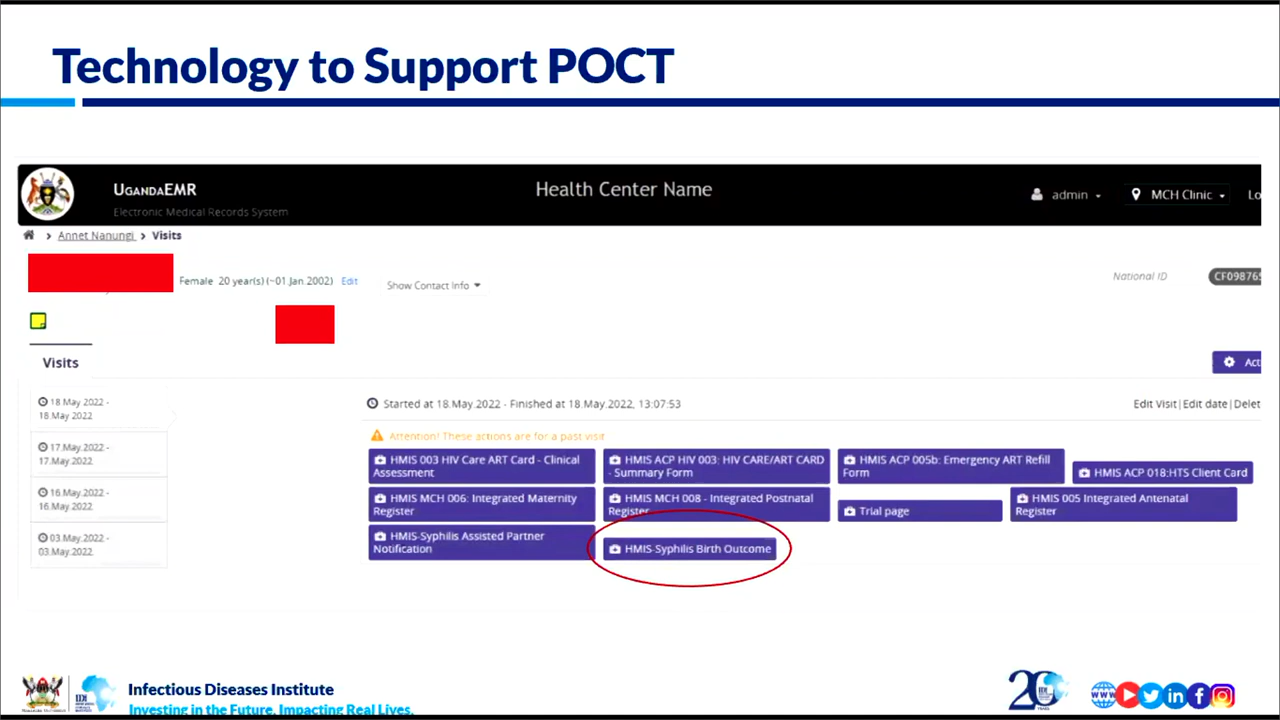 Technology to Support POCT
UGANDAEMR
Electronic Medical Records System
Health Center Name
admin
MCH Clinic
Lo
Annet Nanungi > Visits
Female 20 year(s) (~01.Jan.2002) Edit
Show Contact Info
National ID
CF098765
Visits
Act
18.May.2022 -
18.May.2022
17.May.2022 -
17.May.2022
16.May.2022 -
16.May.2022
03.May.2022 -
03.May.2022
Started at 18.May.2022 - Finished at 18.May.2022, 13:07:53
Edit Visit|Edit date|Delet
Attention! These actions are for a past visit
HMIS 003 HIV Care ART Card - Clinical
Assessment
HMIS ACP HIV 003: HIV CARE/ART CARD
- Summary Form
HMIS ACP 005b: Emergency ART Refill
Form
HMIS ACP 018:HTS Client Card
HMIS MCH 006: Integrated Maternity
Register
HMIS MCH 008 - Integrated Postnatal
Register
Trial page
HMIS 005 Integrated Antenatal
Register
HMIS-Syphilis Assisted Partner
Notification
HMIS-Syphilis Birth Outcome
Infectious Diseases Institute
Investing in the Future. Impacting Real Lives.
20
YEARS